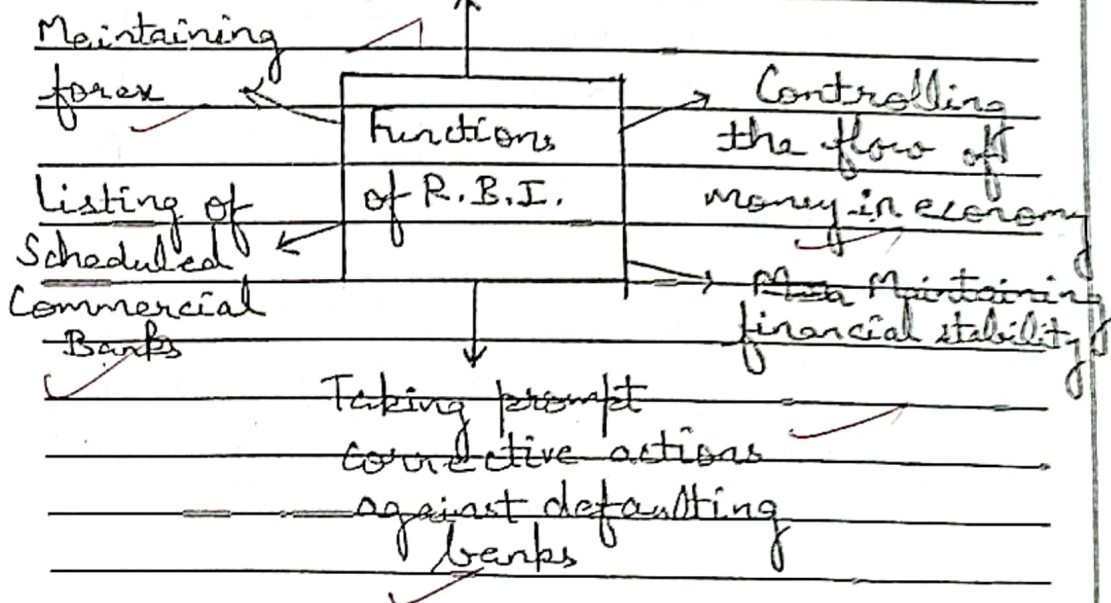 Maintaining
forex
Functions
of R.B.I.
Controlling
the flow of
money in economy
Listing of
Scheduled
Commercial
Banks
Maintaining
financial stability
Taking prompt
corrective actions
against defaulting
banks